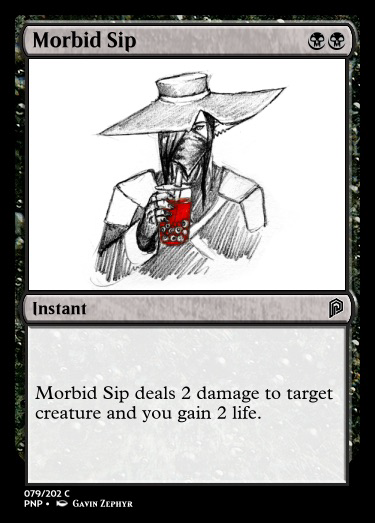 Morbid Sip
Instant
Morbid Sip deals 2 damage to target
creature and you gain 2 life.
079/202 C
PNP • Gavin Zephyr